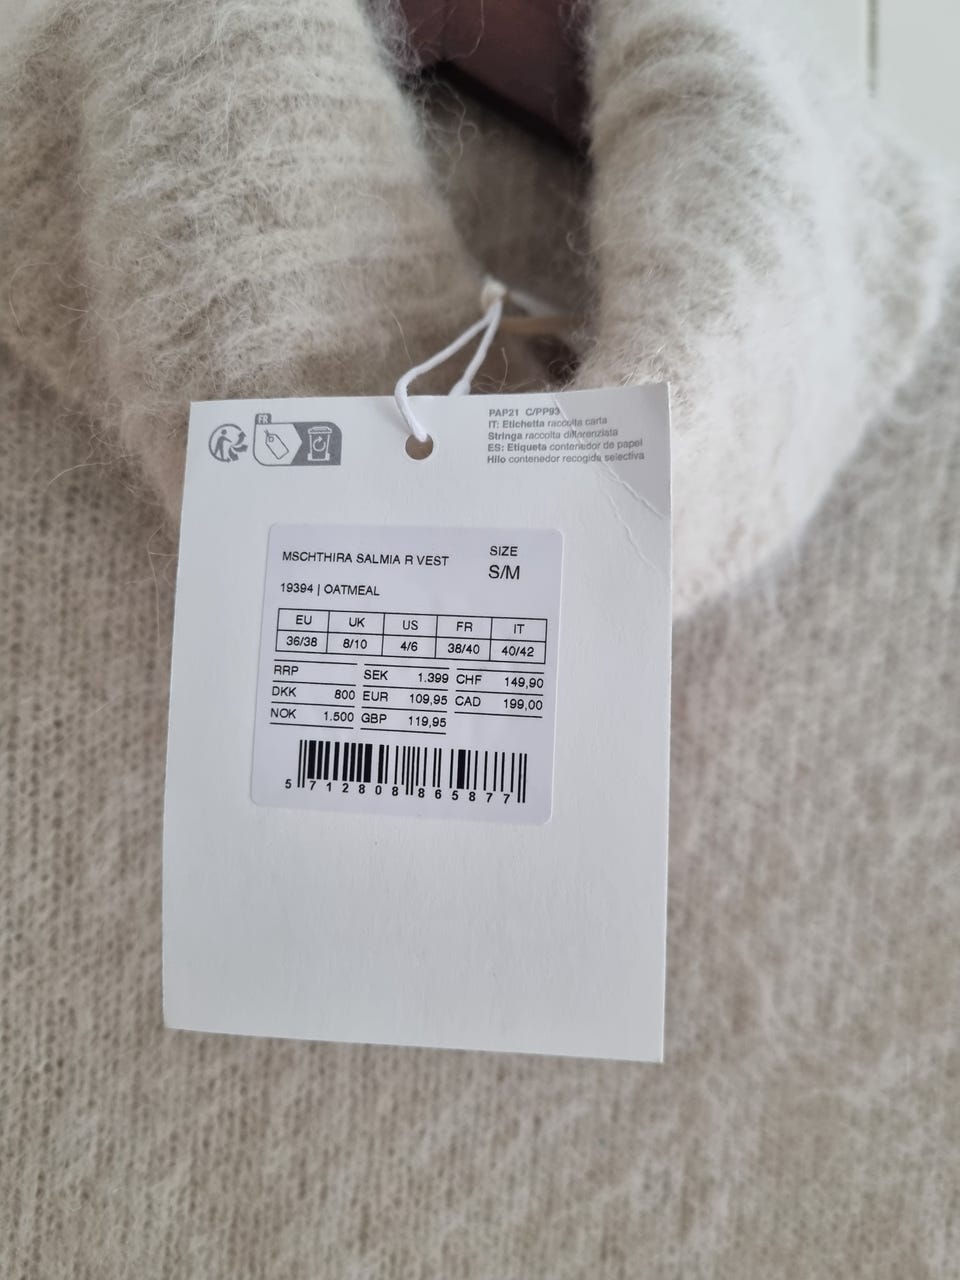 FR
PAP21 C/PP93
IT: Etichetta raccolta carta
Stringa raccolta differenziata
ES: Etiqueta contenedor de papel
Hilo contenedor recogida selectiva
MSCHTHIRA SALMIA R VEST
SIZE
S/M
19394 | OATMEAL
EU UK US FR IT
36/38 8/10 4/6 38/40 40/42
RRP SEK 1.399 CHF 149,90
DKK 800 EUR 109,95 CAD 199,00
NOK 1.500 GBP 119,95
5 712808 865877